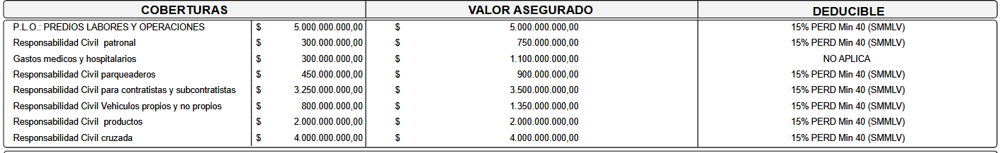 COBERTURAS VALOR ASEGURADO DEDUCIBLE
P.L.O.: PREDIOS LABORES Y OPERACIONES $ 5.000.000.000,00 $ 5.000.000.000,00 15% PERD Min 40 (SMMLV)
Responsabilidad Civil patronal $ 300.000.000,00 $ 750.000.000,00 15% PERD Min 40 (SMMLV)
Gastos medicos y hospitalarios $ 300.000.000,00 $ 1.100.000.000,00 NO APLICA
Responsabilidad Civil parqueaderos $ 450.000.000,00 $ 900.000.000,00 15% PERD Min 40 (SMMLV)
Responsabilidad Civil para contratistas y subcontratistas $ 3.250.000.000,00 $ 3.500.000.000,00 15% PERD Min 40 (SMMLV)
Responsabilidad Civil Vehiculos propios y no propios $ 800.000.000,00 $ 1.350.000.000,00 15% PERD Min 40 (SMMLV)
Responsabilidad Civil productos $ 2.000.000.000,00 $ 2.000.000.000,00 15% PERD Min 40 (SMMLV)
Responsabilidad Civil cruzada $ 4.000.000.000,00 $ 4.000.000.000,00 15% PERD Min 40 (SMMLV)